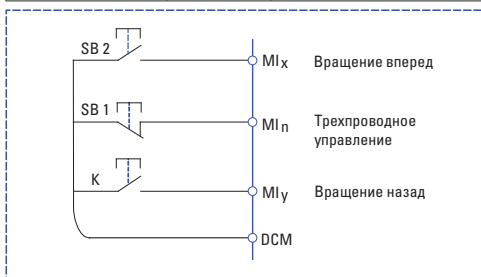 SB 2
MIx Вращение вперед
SB 1
MIn Трехпроводное
управление
K
MIy Вращение назад
DCM